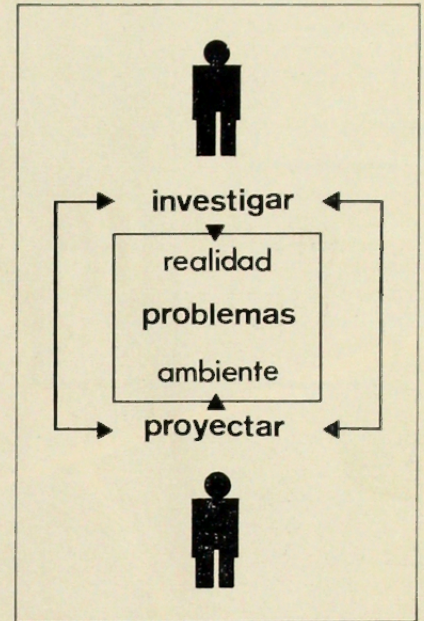 investigar
realidad
problemas
ambiente
proyectar